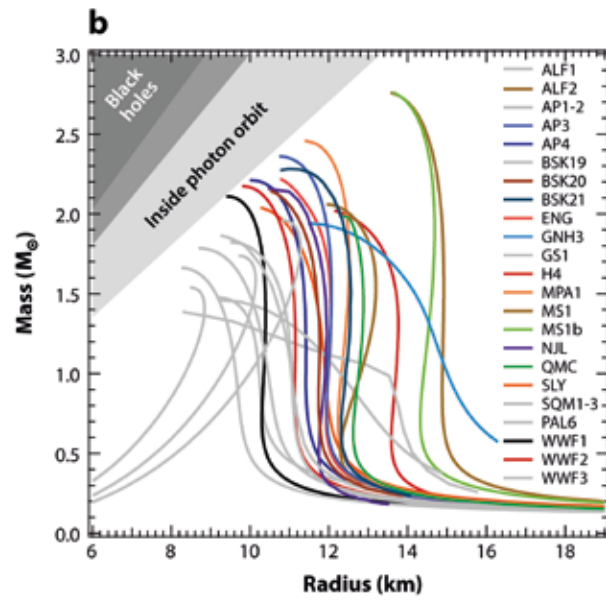 b
3.0
2.5
2.0
1.5
1.0
0.5
0.0
Mass (M⊙)
Black
holes
Inside photon orbit
ALF1
ALF2
AP1-2
AP3
AP4
BSK19
BSK20
BSK21
ENG
GNH3
GS1
H4
MPA1
MS1
MS1b
NJL
QMC
SLY
SQM1-3
PAL6
WWF1
WWF2
WWF3
6 8 10 12 14 16 18
Radius (km)